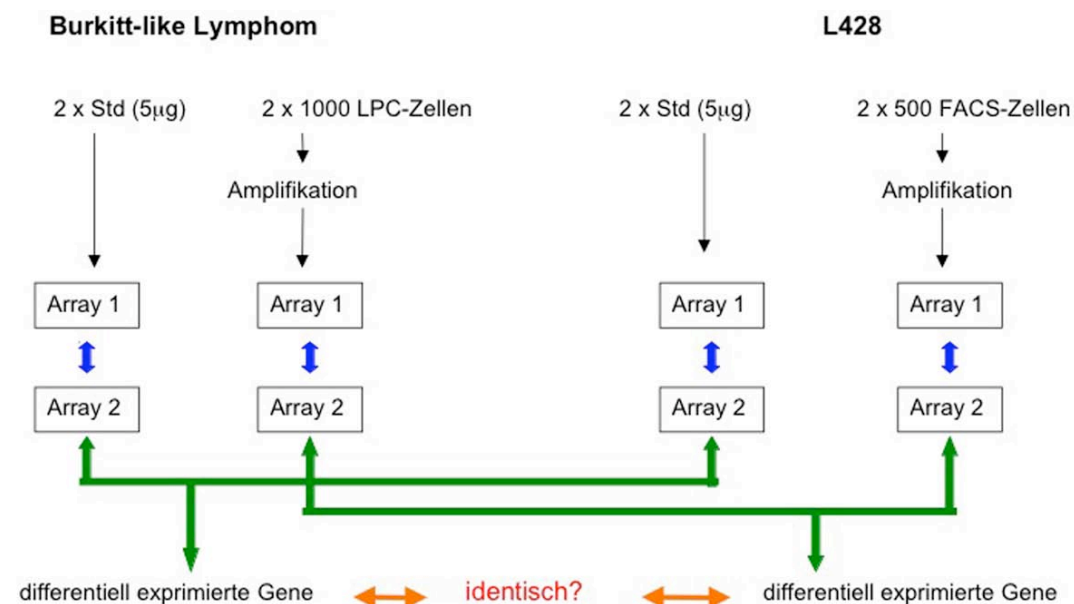 Burkitt-like Lymphom L428
2 x Std (5µg) 2 x 1000 LPC-Zellen 2 x Std (5µg) 2 x 500 FACS-Zellen
Amplifikation Amplifikation
Array 1 Array 1 Array 1 Array 1
Array 2 Array 2 Array 2 Array 2
differentiell exprimierte Gene identisch? differentiell exprimierte Gene